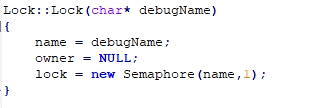 Lock::Lock(char* debugName)
{
    name = debugName;
    owner = NULL;
    lock = new Semaphore(name,1);
}